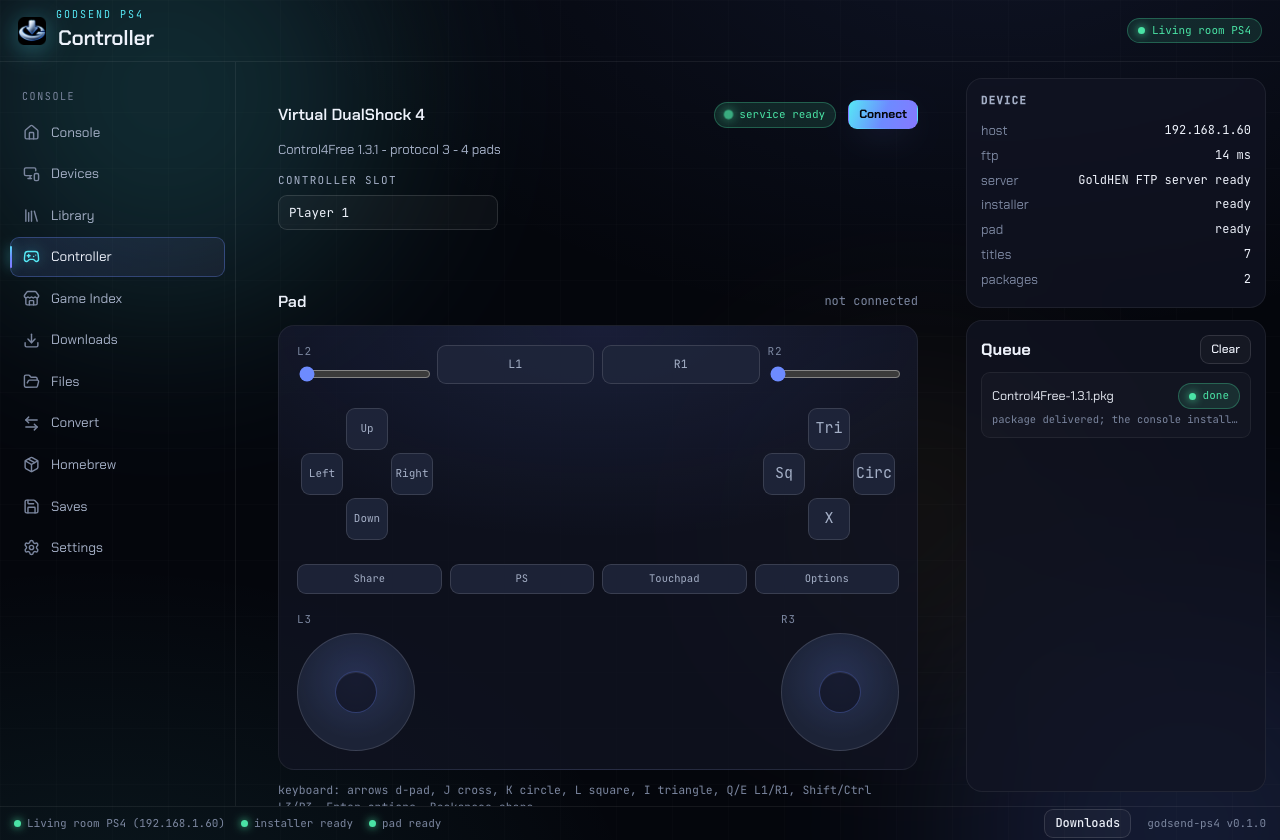 GODSEND PS4
Controller
Living room PS4
CONSOLE
Console
Devices
Library
Controller
Game Index
Downloads
Files
Convert
Homebrew
Saves
Settings
Virtual DualShock 4
service ready
Connect
Control4Free 1.3.1 - protocol 3 - 4 pads
CONTROLLER SLOT
Player 1
Pad
not connected
L2
L1
R1
R2
Up
Left
Right
Down
Tri
Sq
Circ
X
Share
PS
Touchpad
Options
L3
R3
keyboard: arrows d-pad, J cross, K circle, L square, I triangle, Q/E L1/R1, Shift/Ctrl
DEVICE
host 192.168.1.60
ftp 14 ms
server GoldHEN FTP server ready
installer ready
pad ready
titles 7
packages 2
Queue
Clear
Control4Free-1.3.1.pkg
done
package delivered; the console install…
Living room PS4 (192.168.1.60)
installer ready
pad ready
Downloads
godsend-ps4 v0.1.0